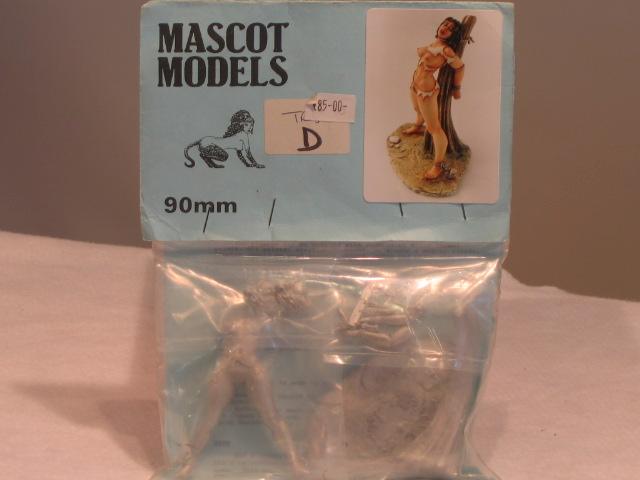 MASCOT
MODELS
85-00-
D
90mm